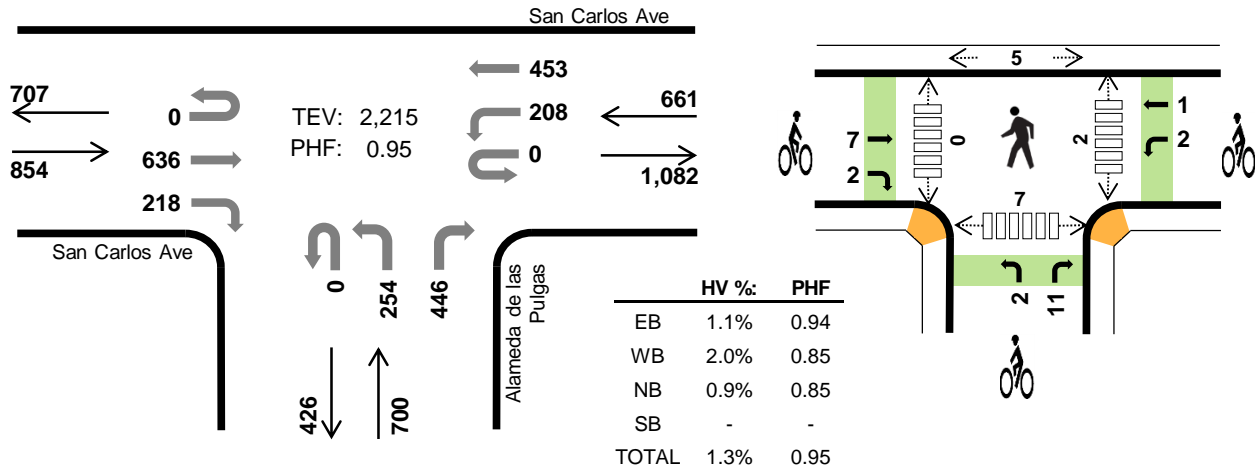 San Carlos Ave
707
854
0
636
218
San Carlos Ave
TEV: 2,215
PHF: 0.95
453
208
0
661
1,082
0
254
446
426
700
Alameda de las
Pulgas
HV %: PHF
EB 1.1% 0.94
WB 2.0% 0.85
NB 0.9% 0.85
SB - -
TOTAL 1.3% 0.95
5
7
2
0
2
1
2
7
2
11